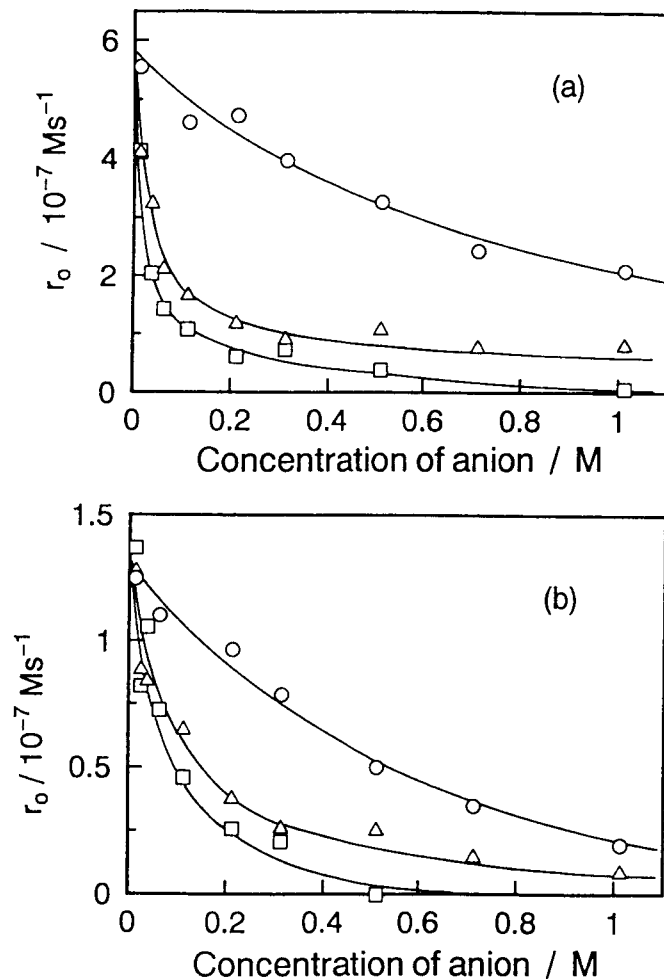 6
4
2
0
r₀ / 10⁻⁷ Ms⁻¹
(a)
0 0.2 0.4 0.6 0.8 1
Concentration of anion / M
1.5
1
0.5
0
r₀ / 10⁻⁷ Ms⁻¹
(b)
0 0.2 0.4 0.6 0.8 1
Concentration of anion / M